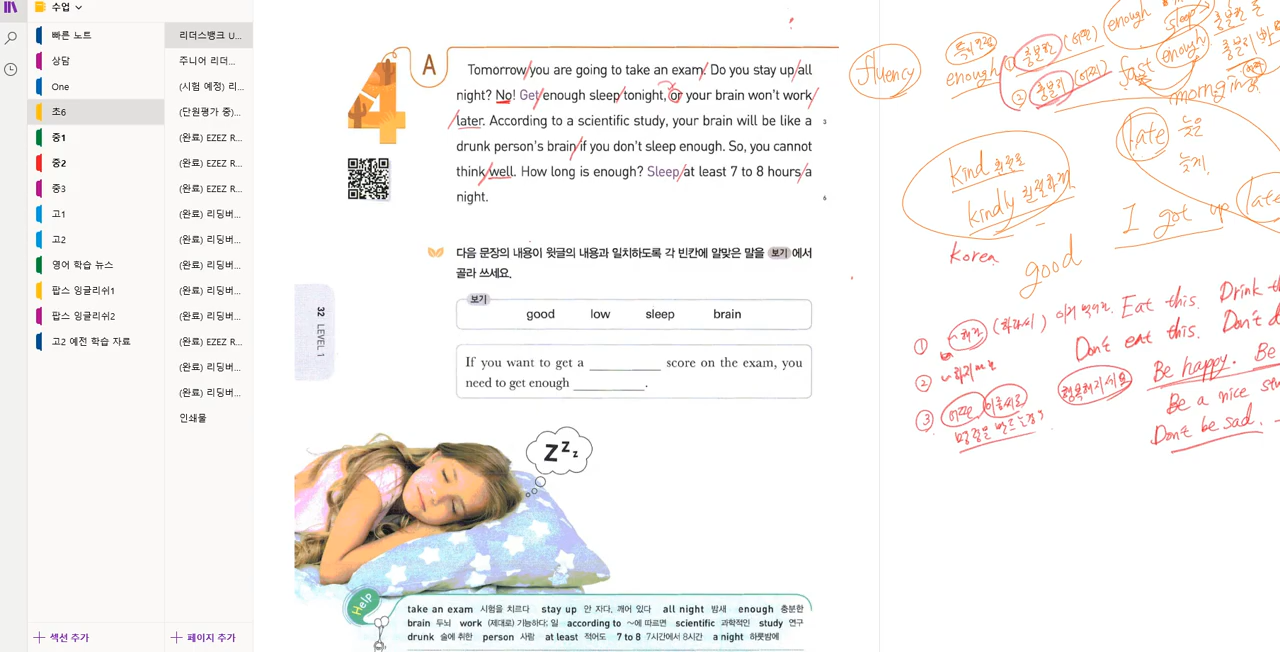 수업
빠른 노트
상담
One
초6
중1
중2
중3
고1
고2
영어 학습 뉴스
팝스 잉글리쉬1
팝스 잉글리쉬2
고2 예전 학습 자료
섹션 추가
리더스뱅크 U...
주니어 리더...
(시험 예정) 리...
(단원평가 중)...
(완료) EZEZ R...
(완료) EZEZ R...
(완료) EZEZ R...
(완료) 리딩버...
(완료) 리딩버...
(완료) 리딩버...
(완료) 리딩버...
(완료) 리딩버...
(완료) EZEZ R...
(완료) 리딩버...
(완료) 리딩버...
인쇄물
페이지 추가
4
A
Tomorrow you are going to take an exam. Do you stay up all
night? No! Get enough sleep tonight, or your brain won't work
later. According to a scientific study, your brain will be like a
3
drunk person's brain if you don't sleep enough. So, you cannot
think well. How long is enough? Sleep at least 7 to 8 hours a
night.
6
다음 문장의 내용이 윗글의 내용과 일치하도록 각 빈칸에 알맞은 말을 보기 에서
골라 쓰세요.
보기
good low sleep brain
If you want to get a ________ score on the exam, you
need to get enough ________.
32 LEVEL 1
Z z z
Help
take an exam 시험을 치르다 stay up 안 자다, 깨어 있다 all night 밤새 enough 충분한
brain 두뇌 work (제대로) 기능하다; 일 according to ~에 따르면 scientific 과학적인 study 연구
drunk 술에 취한 person 사람 at least 적어도 7 to 8 7시간에서 8시간 a night 하룻밤에
fluency
enough
① 충분한
② 충분히
enough sleep
fast enough
morning
kind 친절한
kindly 친절하게
late 늦은
늦게
I got up late
Korea
good
①
Eat this. Drink
Don't eat this. Don't
②
행복해지세요
Be happy. Be
③
Be a nice
Don't be sad.